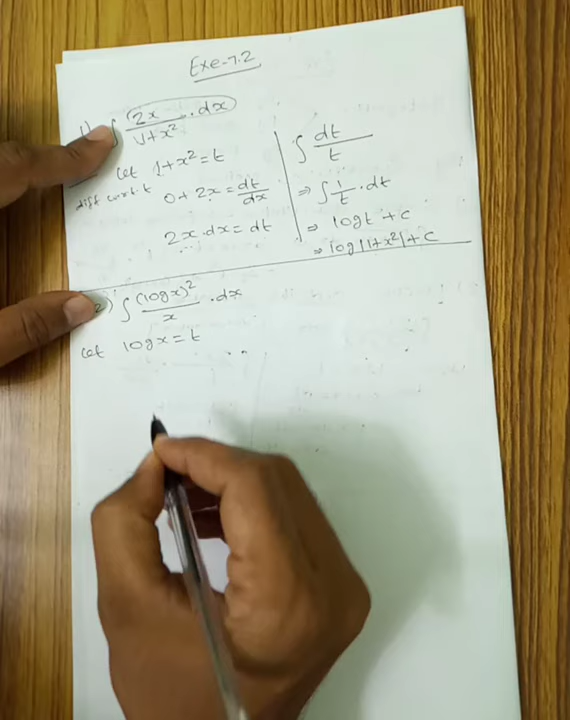 Exe-7.2
1) ∫ 2x/1+x² . dx
Let 1+x² = t
diff w.r.t. t
0 + 2x = dt/dx
2x.dx = dt
∫ dt/t
⇒ ∫ 1/t . dt
⇒ log t + c
⇒ log|1+x²| + c
2) ∫ (log x)²/x . dx
Let log x = t